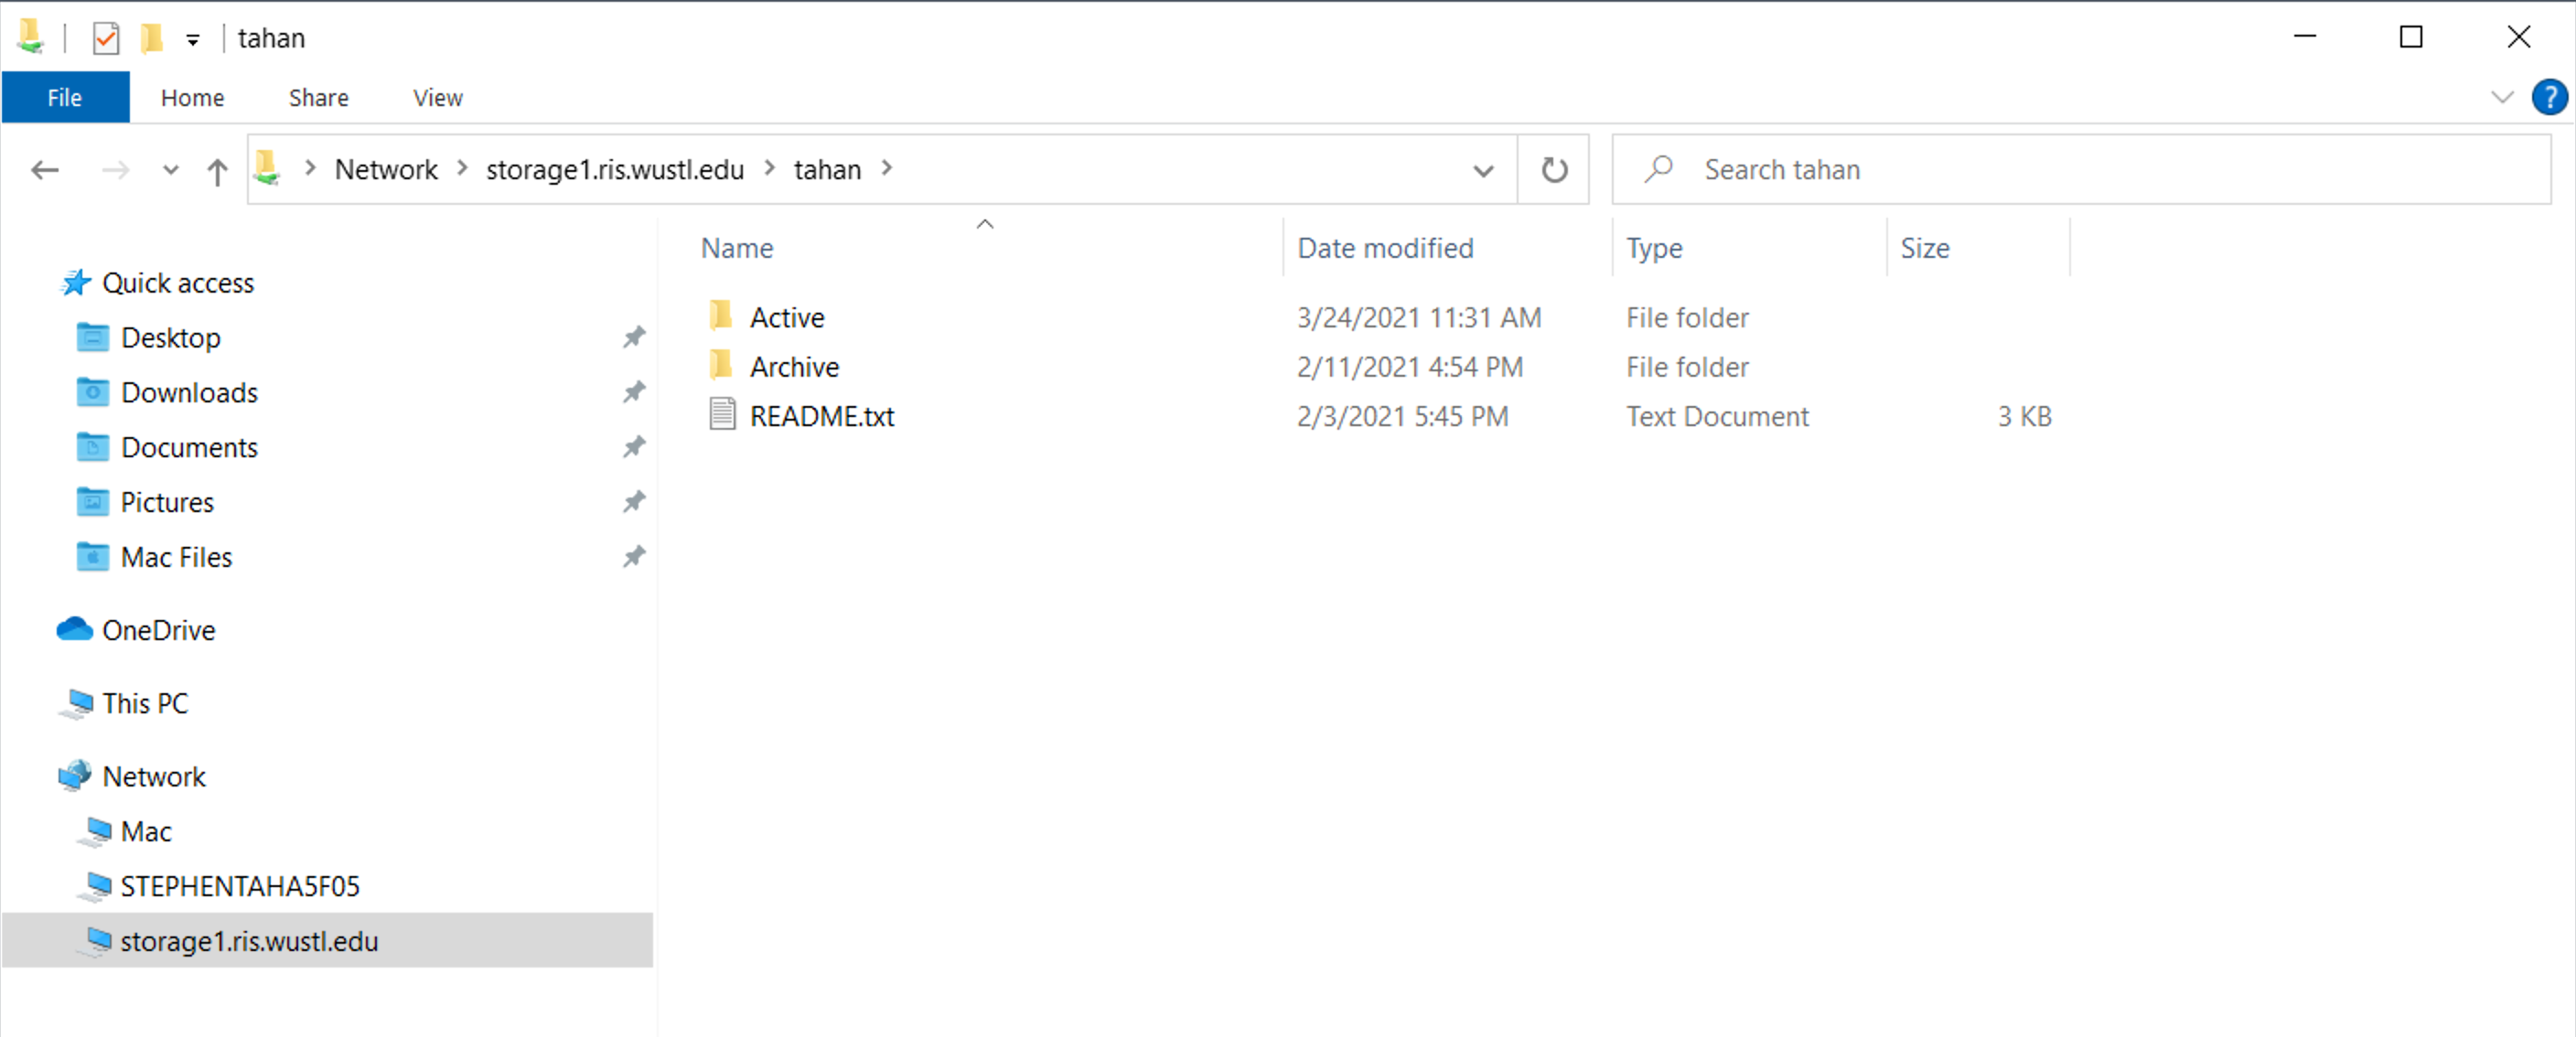 tahan
File Home Share View ?
Network storage1.ris.wustl.edu tahan
Search tahan
Name Date modified Type Size
Quick access
Desktop
Downloads
Documents
Pictures
Mac Files
OneDrive
This PC
Network
Mac
STEPHENTAHA5F05
storage1.ris.wustl.edu
Active 3/24/2021 11:31 AM File folder
Archive 2/11/2021 4:54 PM File folder
README.txt 2/3/2021 5:45 PM Text Document 3 KB